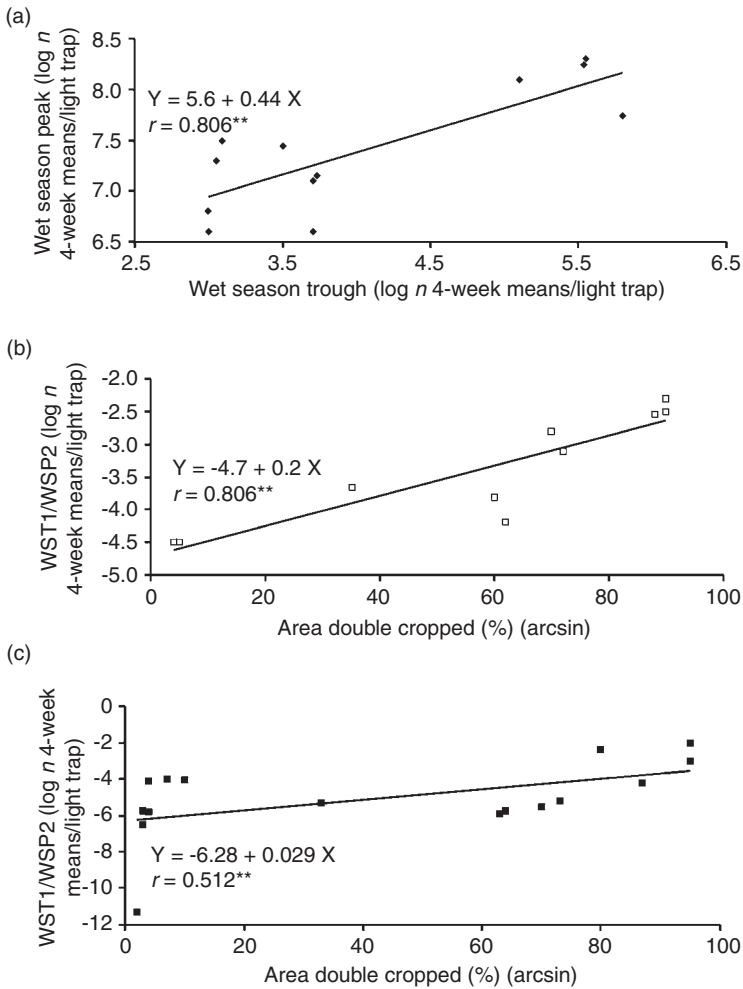 (a)
Wet season peak (log n
4-week means/light trap)
8.5
8.0
7.5
7.0
6.5
Y = 5.6 + 0.44 X
r = 0.806**
2.5 3.5 4.5 5.5 6.5
Wet season trough (log n 4-week means/light trap)
(b)
WST1/WSP2 (log n
4-week means/light trap)
-2.0
-2.5
-3.0
-3.5
-4.0
-4.5
-5.0
Y = -4.7 + 0.2 X
r = 0.806**
0 20 40 60 80 100
Area double cropped (%) (arcsin)
(c)
WST1/WSP2 (log n 4-week
means/light trap)
0
-2
-4
-6
-8
-10
-12
Y = -6.28 + 0.029 X
r = 0.512**
0 20 40 60 80 100
Area double cropped (%) (arcsin)